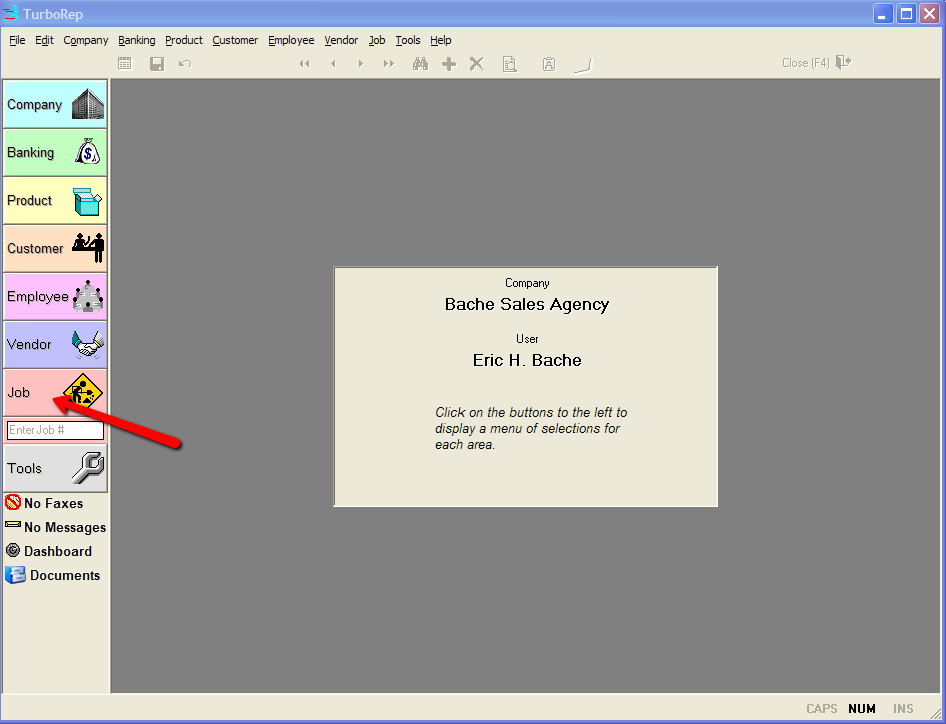 TurboRep
File Edit Company Banking Product Customer Employee Vendor Job Tools Help
Close (F4)
Company
Banking
$
Product
Customer
Employee
Vendor
Job
Enter Job #
Tools
No Faxes
No Messages
Dashboard
Documents
Company
Bache Sales Agency
User
Eric H. Bache
Click on the buttons to the left to
display a menu of selections for
each area.
CAPS NUM INS